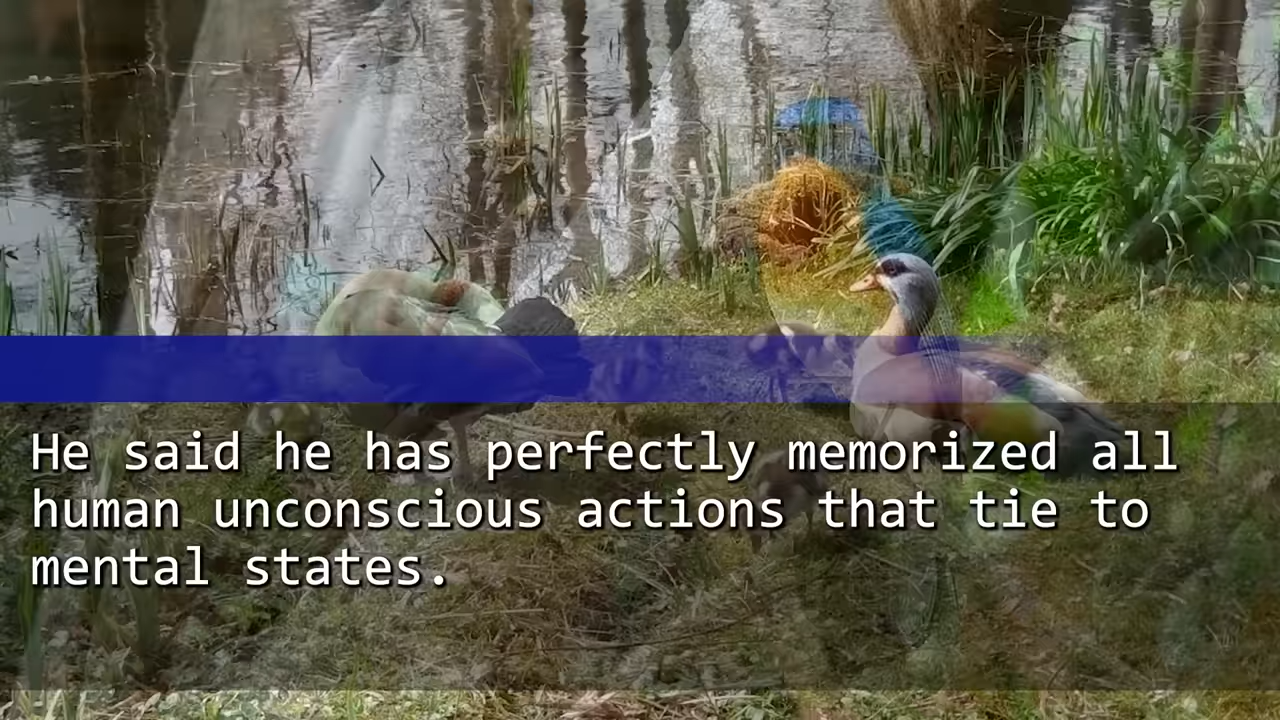 He said he has perfectly memorized all
human unconscious actions that tie to
mental states.